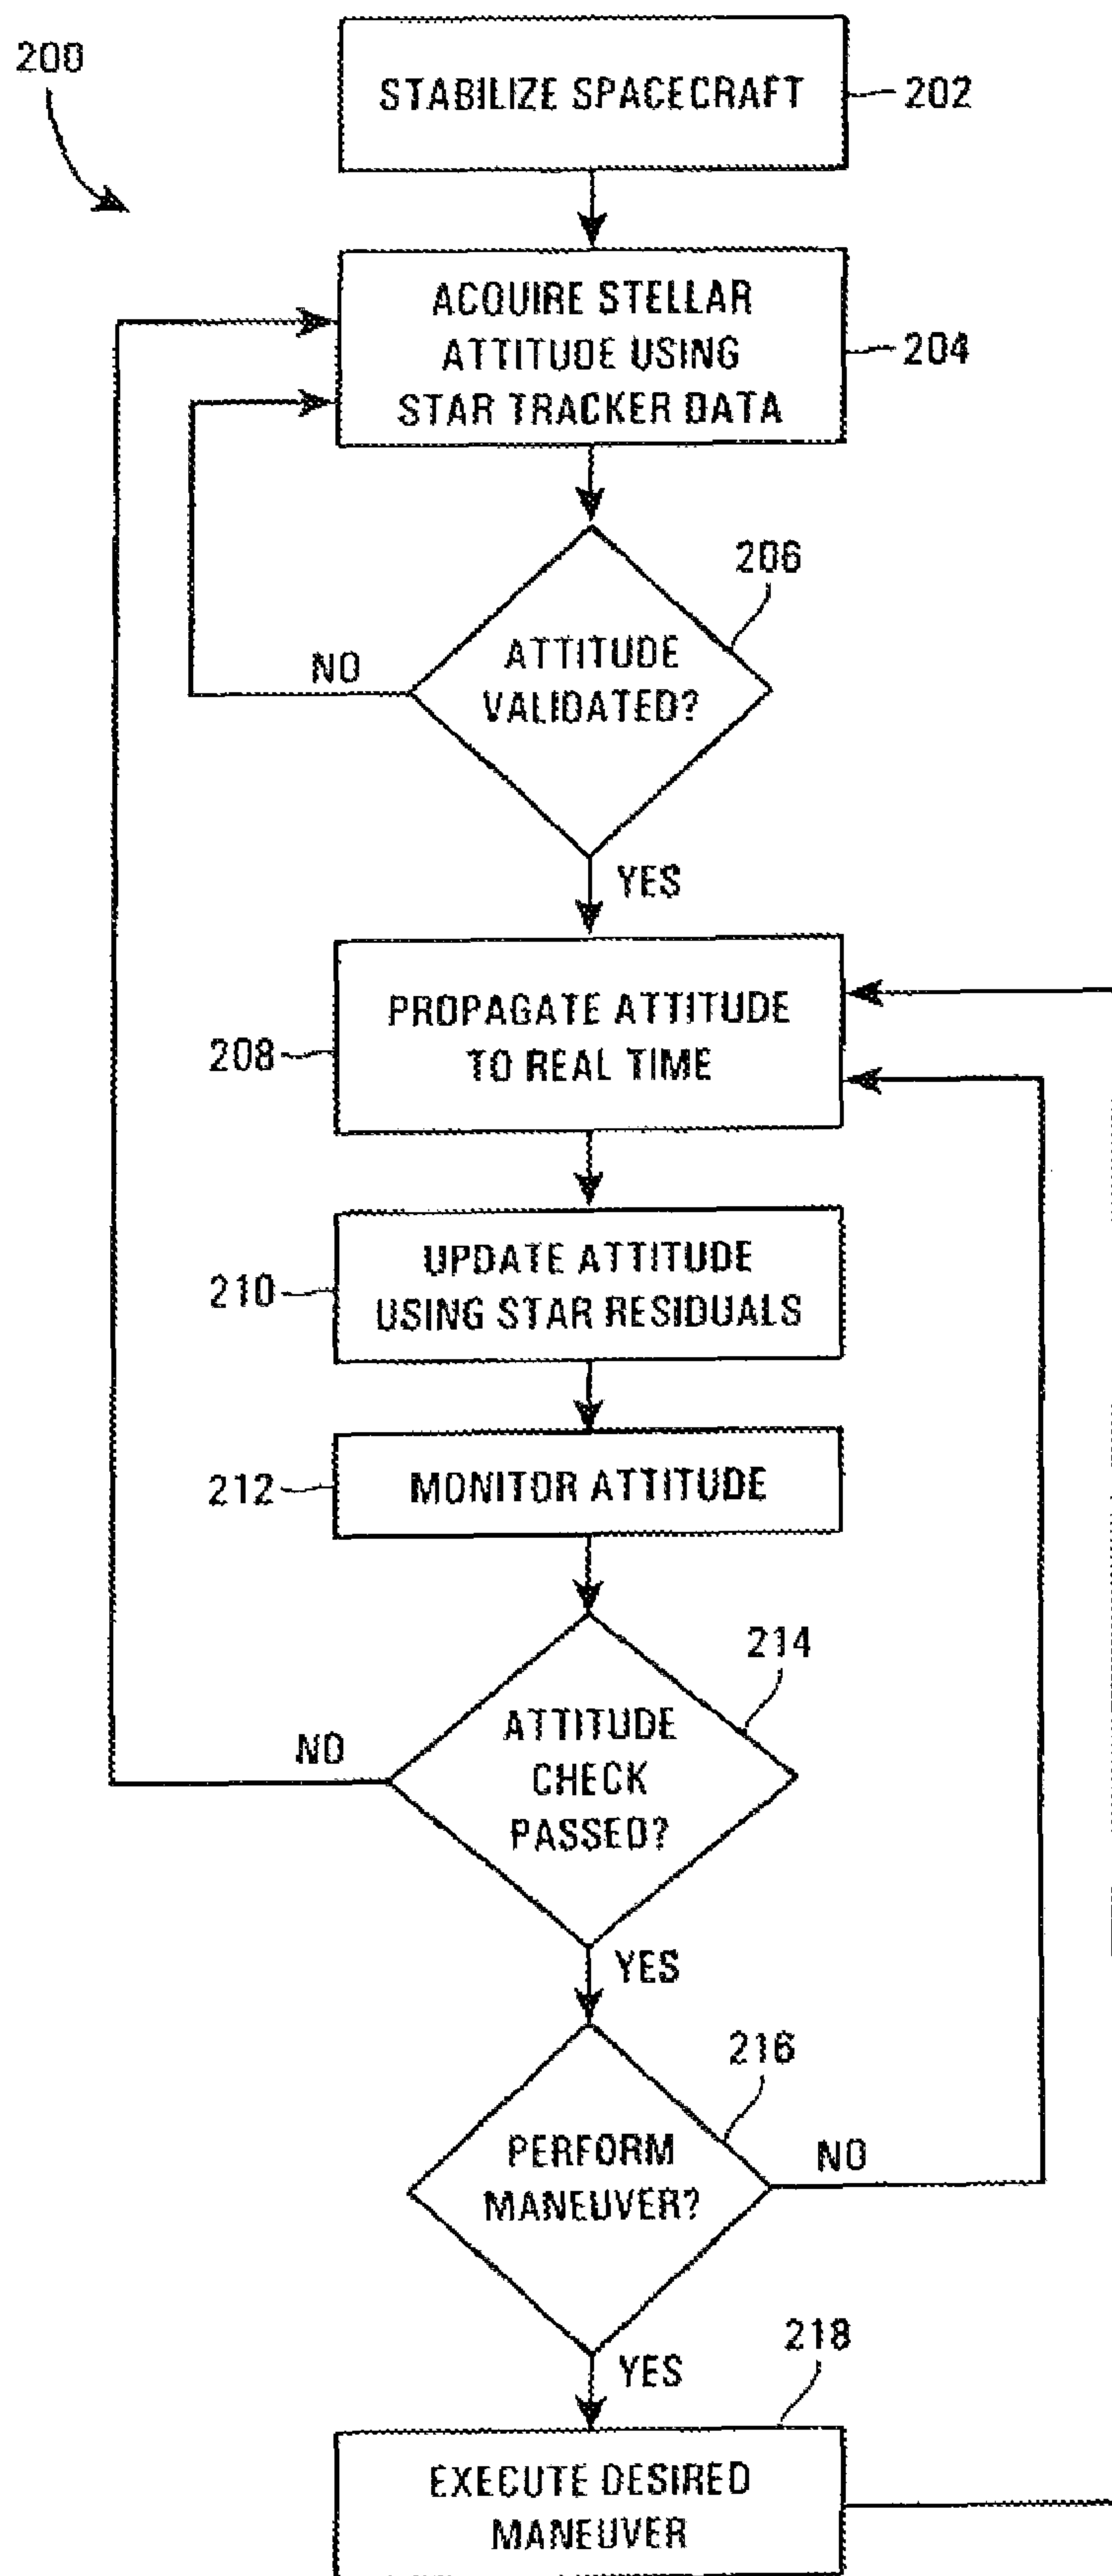 200
STABILIZE SPACECRAFT
202
ACQUIRE STELLAR
ATTITUDE USING
STAR TRACKER DATA
204
206
ATTITUDE
VALIDATED?
NO
YES
PROPAGATE ATTITUDE
TO REAL TIME
208
UPDATE ATTITUDE
USING STAR RESIDUALS
210
MONITOR ATTITUDE
212
214
ATTITUDE
CHECK
PASSED?
NO
YES
216
PERFORM
MANEUVER?
NO
YES
218
EXECUTE DESIRED
MANEUVER